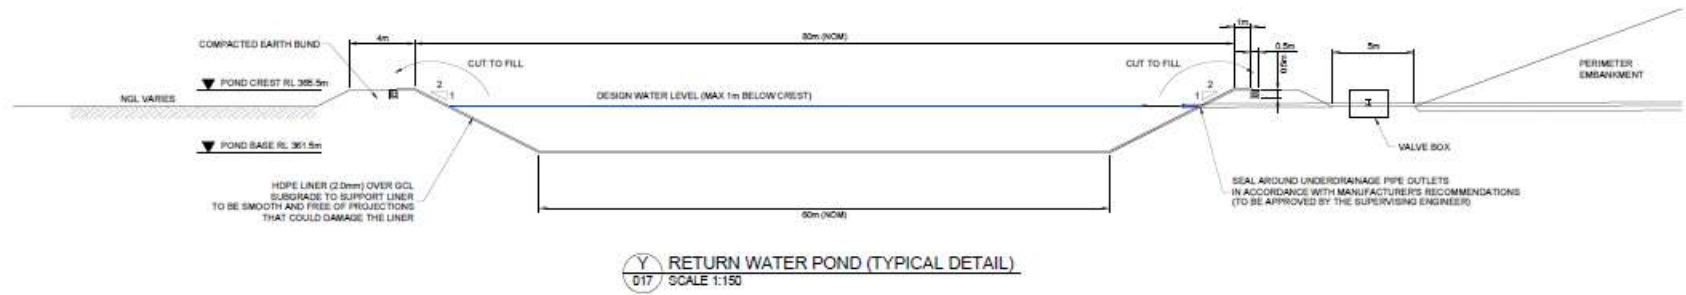 1m
4m
80m (NOM)
0.5m
5m
COMPACTED EARTH BUND
CUT TO FILL
CUT TO FILL
0.5m
PERIMETER
EMBANKMENT
POND CREST RL 365.5m
2
1
2
1
NGL VARIES
DESIGN WATER LEVEL (MAX 1m BELOW CREST)
POND BASE RL 361.5m
VALVE BOX
HDPE LINER (2.0mm) OVER GCL
SUBGRADE TO SUPPORT LINER
TO BE SMOOTH AND FREE OF PROJECTIONS
THAT COULD DAMAGE THE LINER
SEAL AROUND UNDERDRAINAGE PIPE OUTLETS
IN ACCORDANCE WITH MANUFACTURER'S RECOMMENDATIONS
(TO BE APPROVED BY THE SUPERVISING ENGINEER)
60m (NOM)
Y RETURN WATER POND (TYPICAL DETAIL)
017 SCALE 1:150